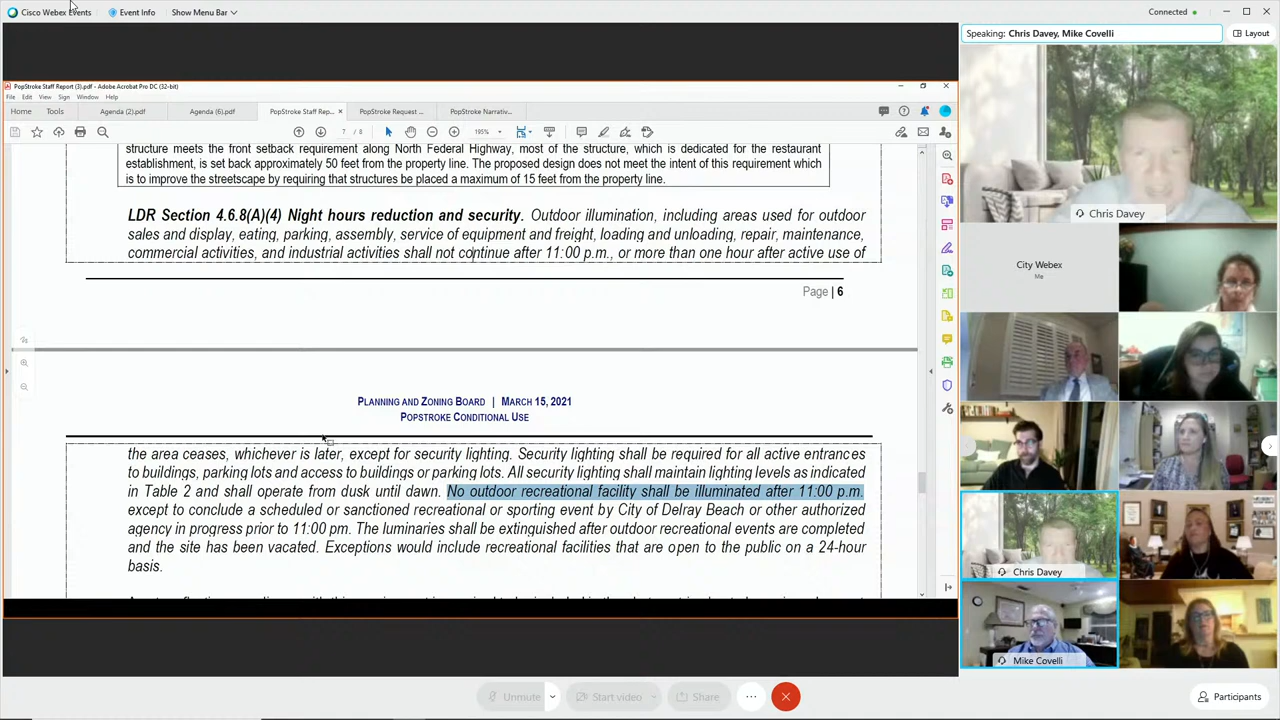 Cisco Webex Events
Event Info
Show Menu Bar
Connected
Speaking: Chris Davey, Mike Covelli
Layout
PopStroke Staff Report (3).pdf - Adobe Acrobat Pro DC (32-bit)
File Edit View Sign Window Help
Home Tools Agenda (2).pdf Agenda (6).pdf PopStroke Staff Rep... × PopStroke Request ... PopStroke Narrativ...
7 / 8
195%
structure meets the front setback requirement along North Federal Highway, most of the structure, which is dedicated for the restaurant
establishment, is set back approximately 50 feet from the property line. The proposed design does not meet the intent of this requirement which
is to improve the streetscape by requiring that structures be placed a maximum of 15 feet from the property line.
LDR Section 4.6.8(A)(4) Night hours reduction and security. Outdoor illumination, including areas used for outdoor
sales and display, eating, parking, assembly, service of equipment and freight, loading and unloading, repair, maintenance,
commercial activities, and industrial activities shall not continue after 11:00 p.m., or more than one hour after active use of
Page | 6
PLANNING AND ZONING BOARD | MARCH 15, 2021
POPSTROKE CONDITIONAL USE
the area ceases, whichever is later, except for security lighting. Security lighting shall be required for all active entrances
to buildings, parking lots and access to buildings or parking lots. All security lighting shall maintain lighting levels as indicated
in Table 2 and shall operate from dusk until dawn. No outdoor recreational facility shall be illuminated after 11:00 p.m.
except to conclude a scheduled or sanctioned recreational or sporting event by City of Delray Beach or other authorized
agency in progress prior to 11:00 pm. The luminaries shall be extinguished after outdoor recreational events are completed
and the site has been vacated. Exceptions would include recreational facilities that are open to the public on a 24-hour
basis.
Chris Davey
City Webex
Me
Chris Davey
Mike Covelli
Unmute
Start video
Share
Participants